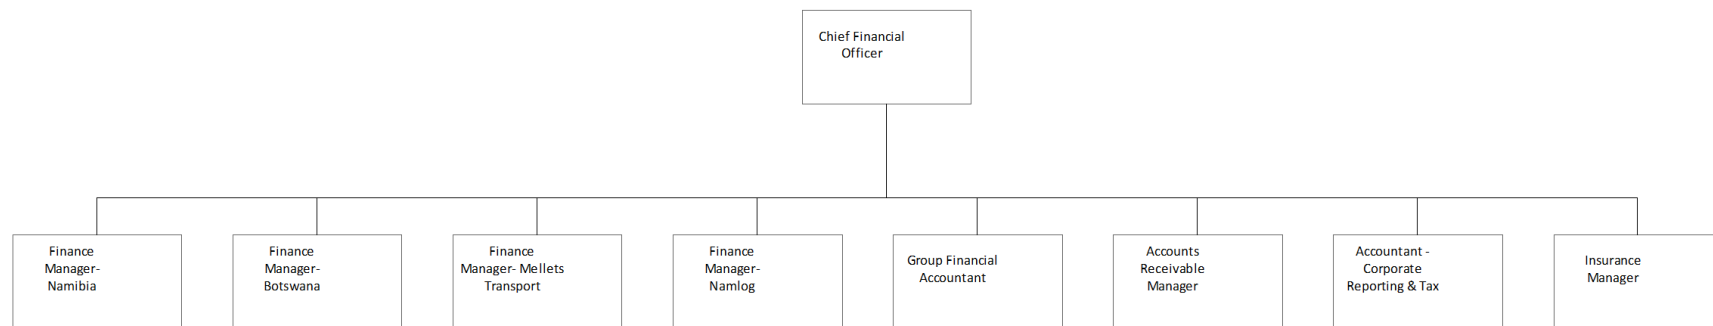 Chief Financial
Officer
Finance
Manager-
Namibia
Finance
Manager-
Botswana
Finance
Manager- Mellets
Transport
Finance
Manager-
Namlog
Group Financial
Accountant
Accounts
Receivable
Manager
Accountant -
Corporate
Reporting & Tax
Insurance
Manager